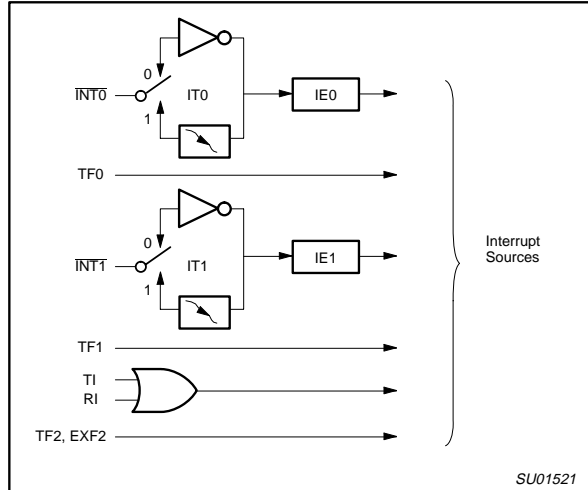 0
INT0
IT0
IE0
1
TF0
0
INT1
IT1
IE1
1
Interrupt
Sources
TF1
TI
RI
TF2, EXF2
SU01521